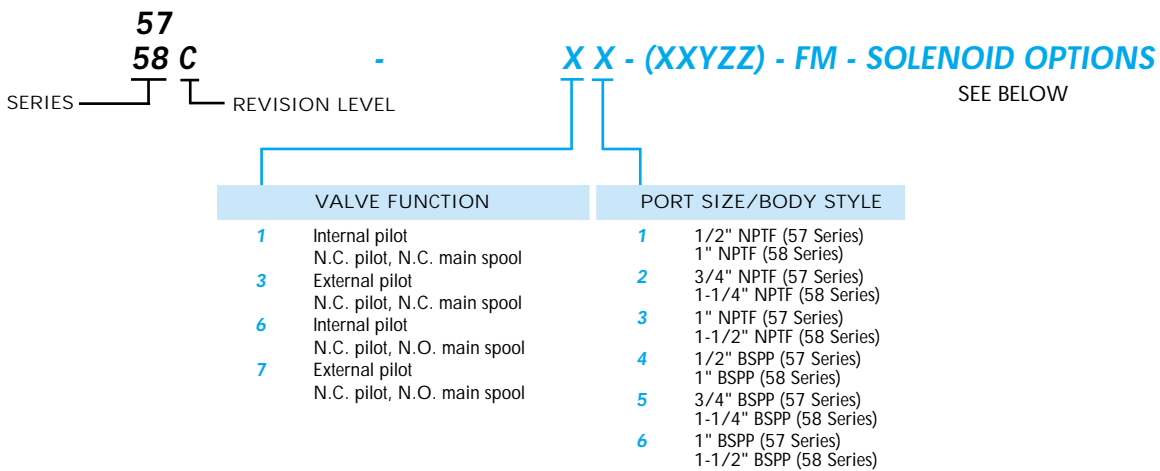 57
58 C - X X - (XXYZZ) - FM - SOLENOID OPTIONS
SEE BELOW
SERIES
REVISION LEVEL
VALVE FUNCTION
1 Internal pilot
N.C. pilot, N.C. main spool
3 External pilot
N.C. pilot, N.C. main spool
6 Internal pilot
N.C. pilot, N.O. main spool
7 External pilot
N.C. pilot, N.O. main spool
PORT SIZE/BODY STYLE
1 1/2" NPTF (57 Series)
1" NPTF (58 Series)
2 3/4" NPTF (57 Series)
1-1/4" NPTF (58 Series)
3 1" NPTF (57 Series)
1-1/2" NPTF (58 Series)
4 1/2" BSPP (57 Series)
1" BSPP (58 Series)
5 3/4" BSPP (57 Series)
1-1/4" BSPP (58 Series)
6 1" BSPP (57 Series)
1-1/2" BSPP (58 Series)